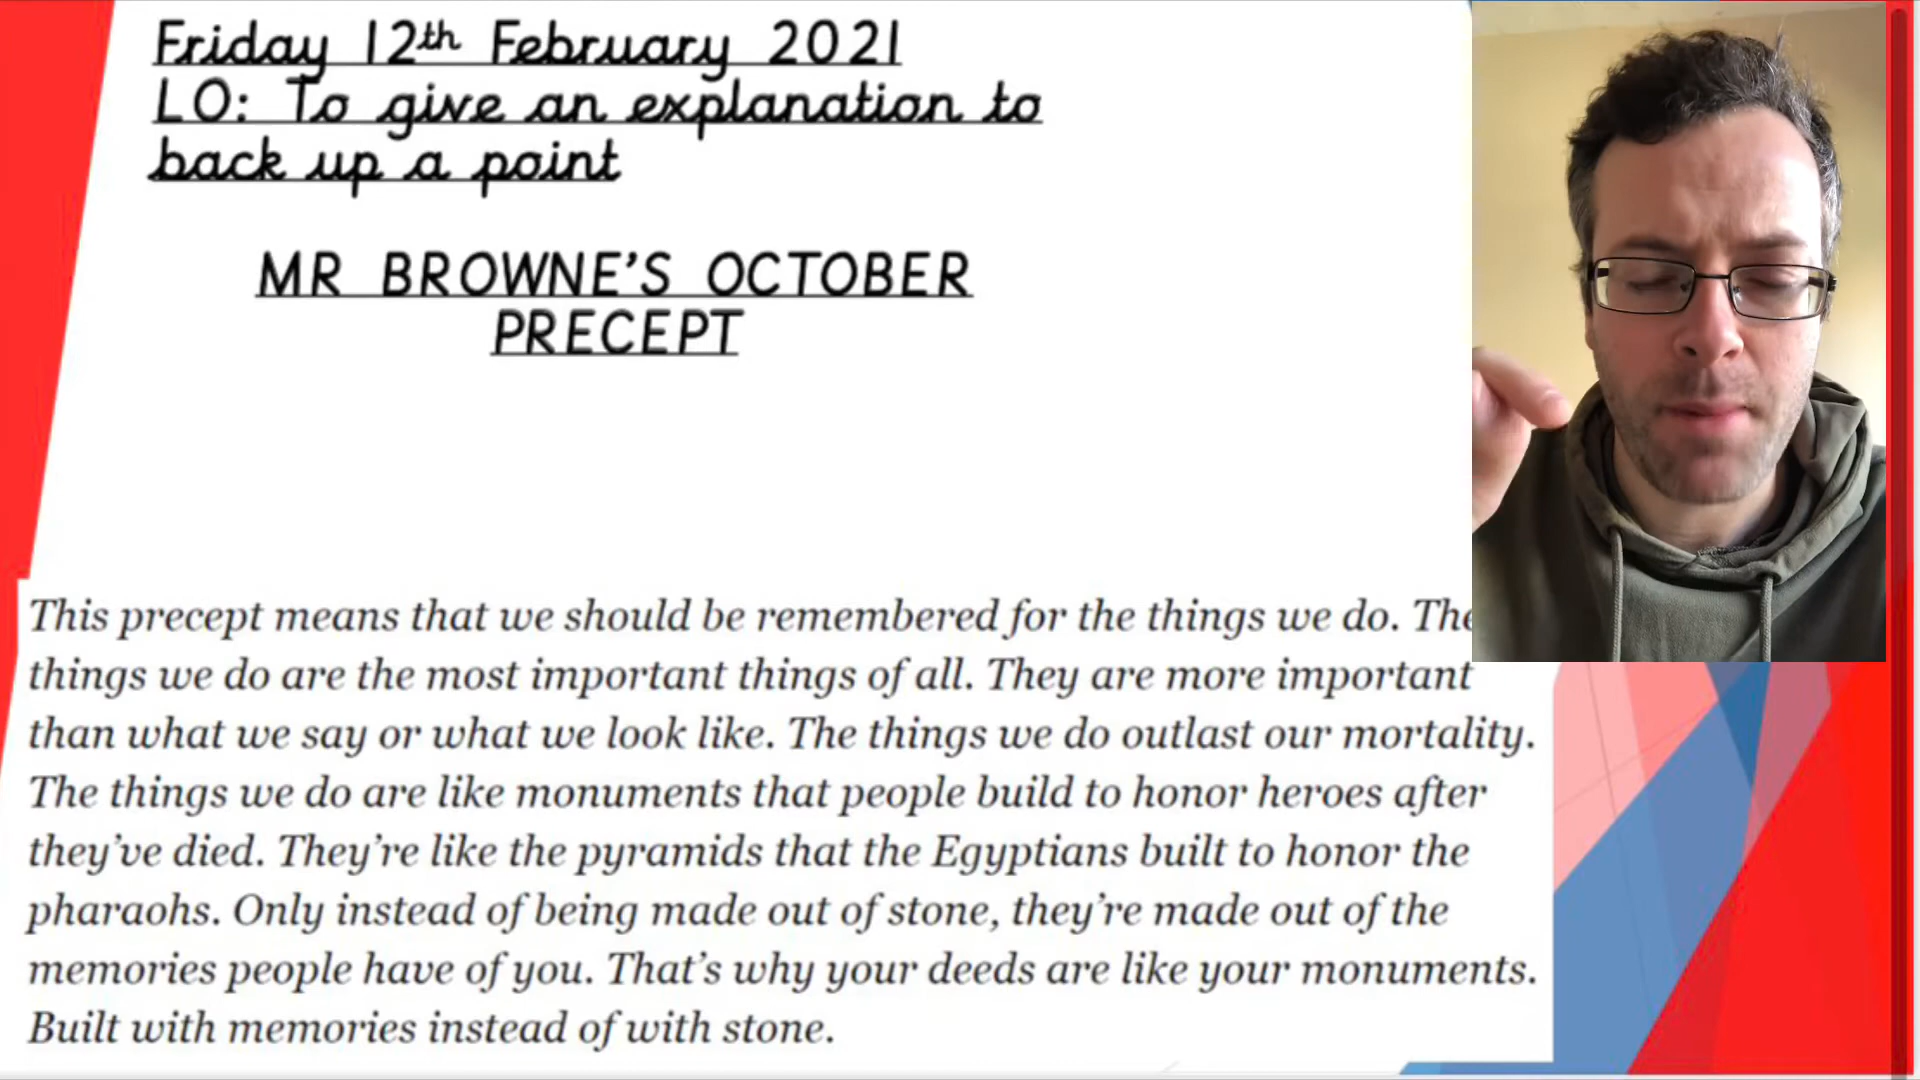 Friday 12th February 2021
LO: To give an explanation to
back up a point
MR BROWNE'S OCTOBER
PRECEPT
This precept means that we should be remembered for the things we do. The
things we do are the most important things of all. They are more important
than what we say or what we look like. The things we do outlast our mortality.
The things we do are like monuments that people build to honor heroes after
they've died. They're like the pyramids that the Egyptians built to honor the
pharaohs. Only instead of being made out of stone, they're made out of the
memories people have of you. That's why your deeds are like your monuments.
Built with memories instead of with stone.